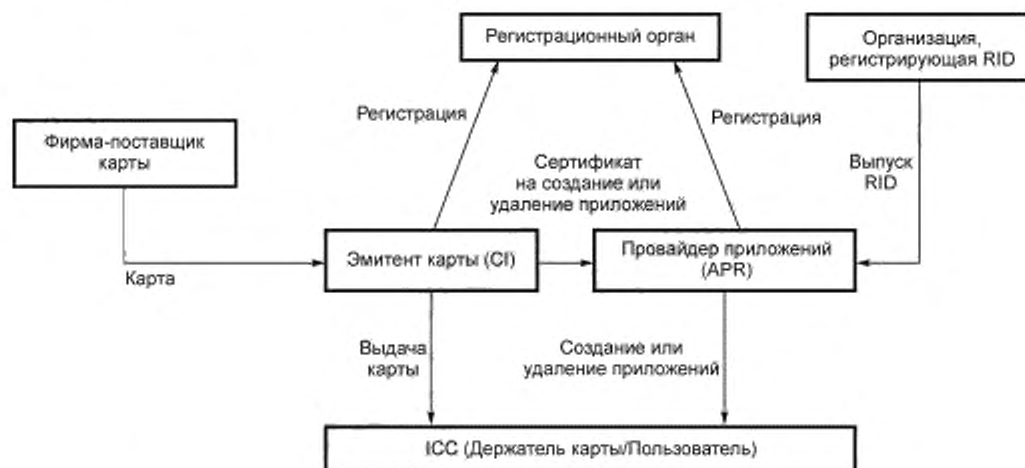 Регистрационный орган
Организация,
регистрирующая RID
Регистрация
Регистрация
Фирма-поставщик
карты
Сертификат
на создание или
удаление приложений
Выпуск
RID
Эмитент карты (CI)
Провайдер приложений
(APR)
Карта
Выдача
карты
Создание или
удаление приложений
ICC (Держатель карты/Пользователь)